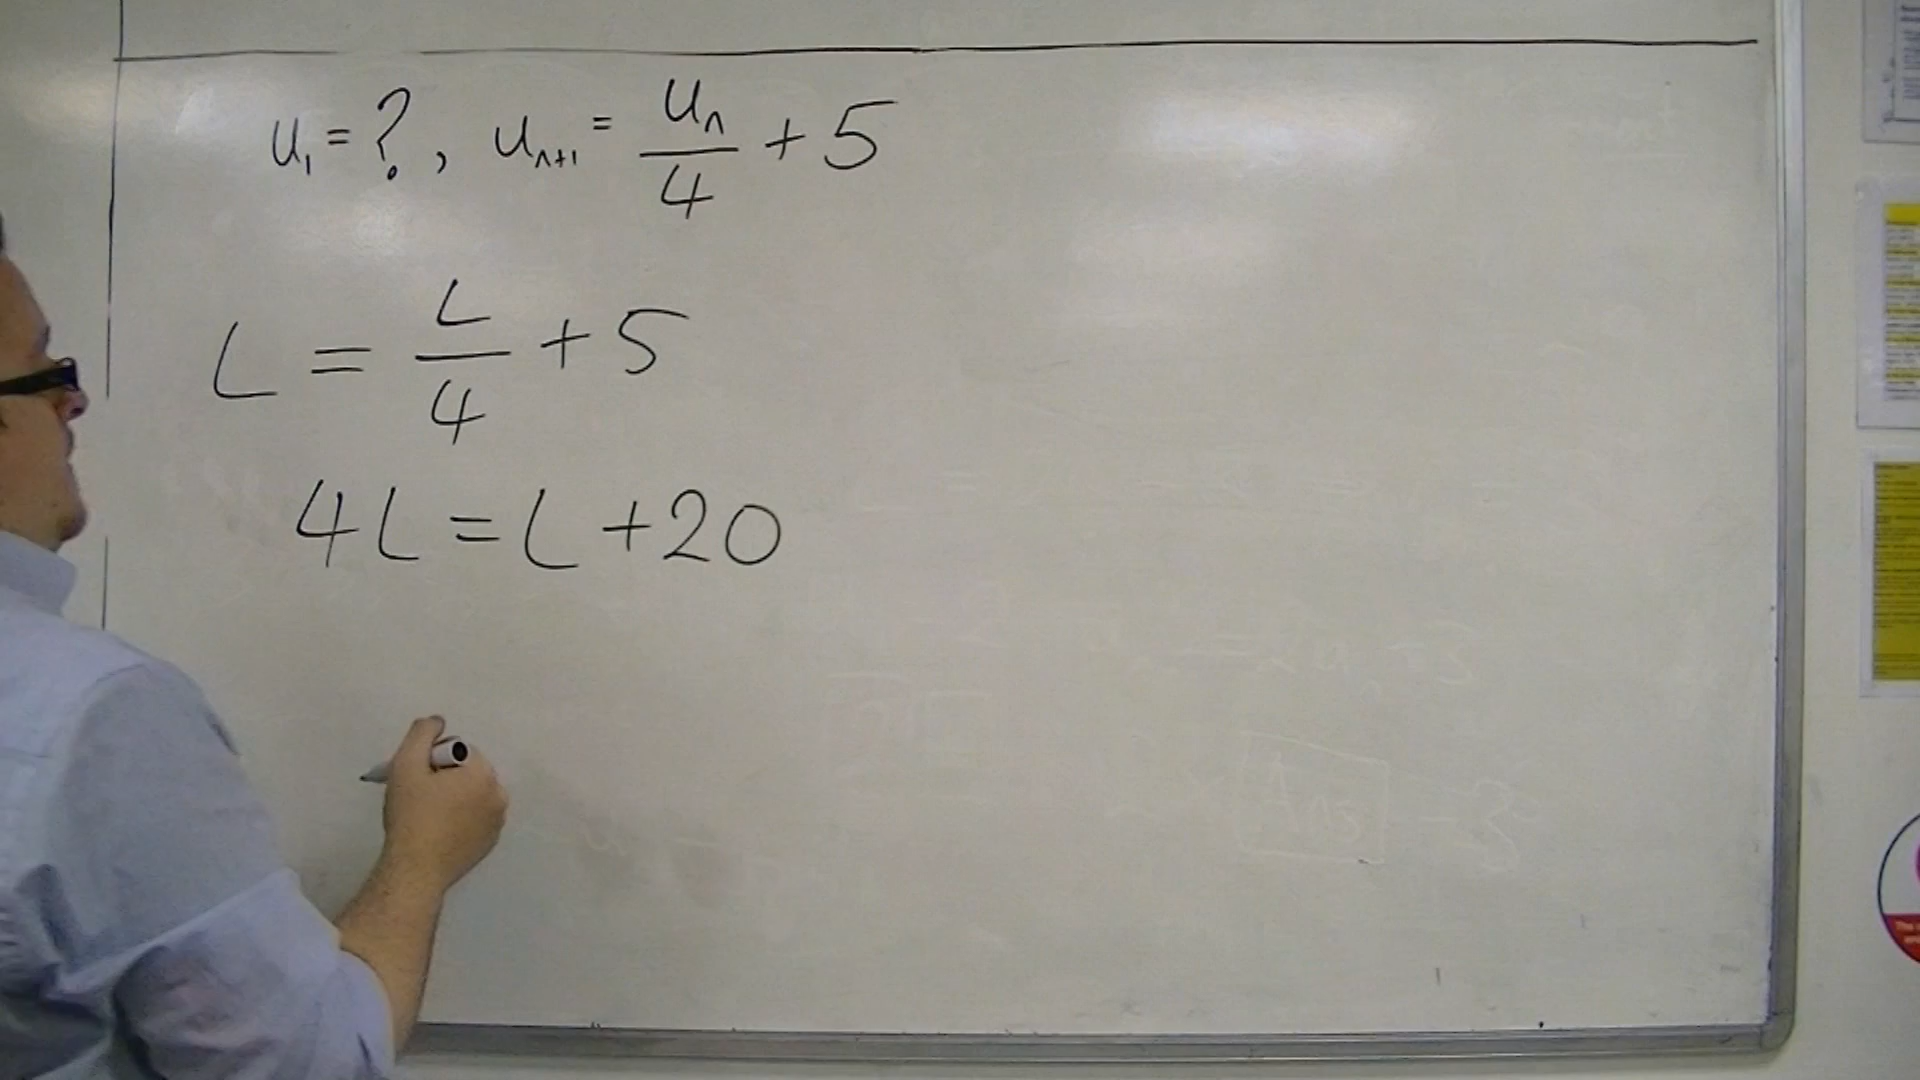 u₁ = ?, uₙ₊₁ = uₙ/4 + 5
L = L/4 + 5
4L = L + 20